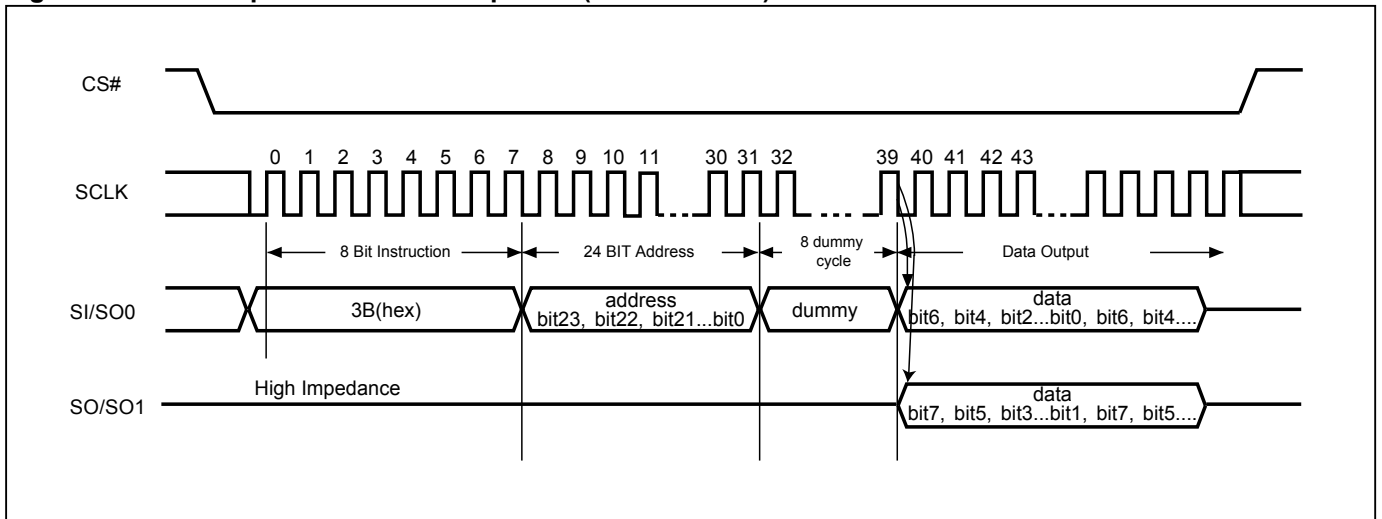 CS#
0 1 2 3 4 5 6 7 8 9 10 11 30 31 32 39 40 41 42 43
SCLK
8 Bit Instruction 24 BIT Address 8 dummy cycle Data Output
SI/SO0 3B(hex) address dummy data
bit23, bit22, bit21...bit0 bit6, bit4, bit2...bit0, bit6, bit4....
High Impedance
SO/SO1 data
bit7, bit5, bit3...bit1, bit7, bit5....